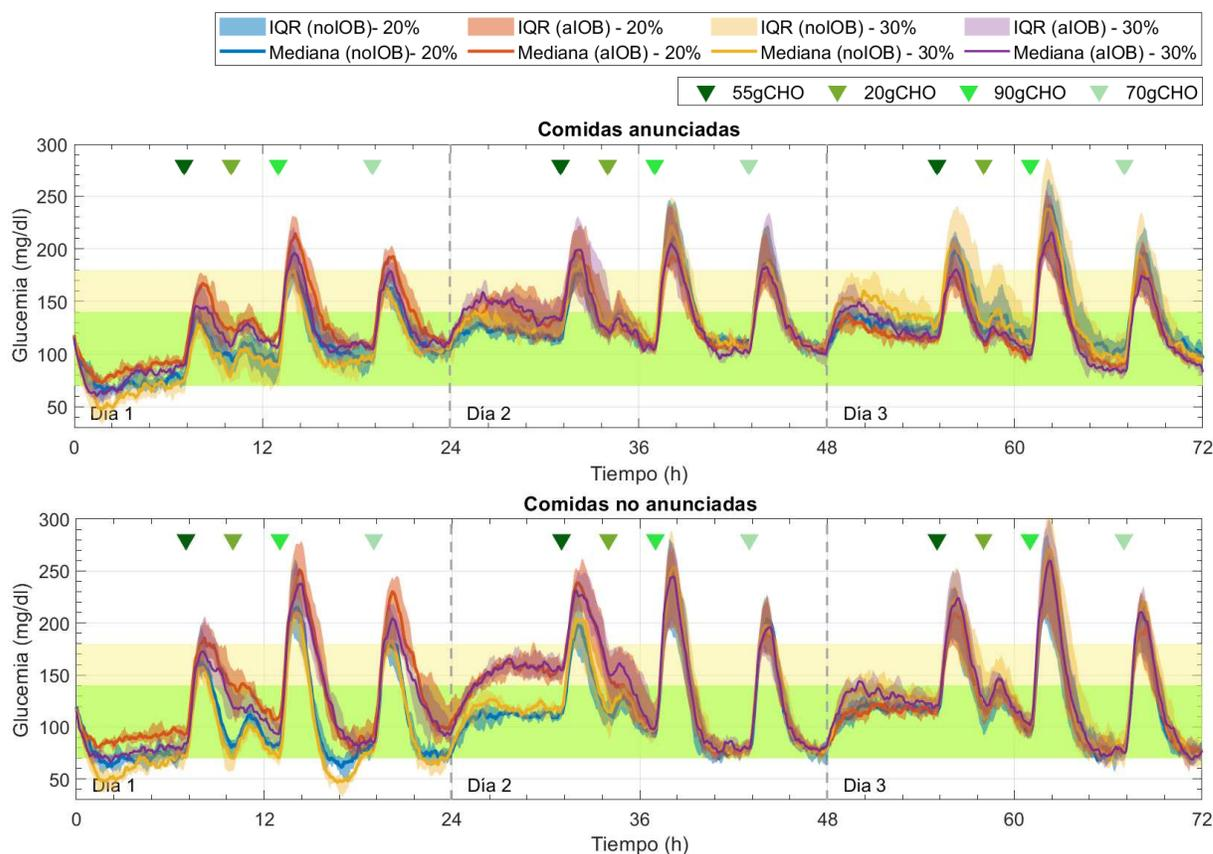 IQR (noIOB)- 20% IQR (aIOB) - 20% IQR (noIOB) - 30% IQR (aIOB) - 30%
Mediana (noIOB)- 20% Mediana (aIOB) - 20% Mediana (noIOB) - 30% Mediana (aIOB) - 30%
55gCHO 20gCHO 90gCHO 70gCHO
Comidas anunciadas
300
250
200
150
100
50
Glucemia (mg/dl)
Día 1 Día 2 Día 3
0 12 24 36 48 60 72
Tiempo (h)
Comidas no anunciadas
300
250
200
150
100
50
Glucemia (mg/dl)
Día 1 Día 2 Día 3
0 12 24 36 48 60 72
Tiempo (h)